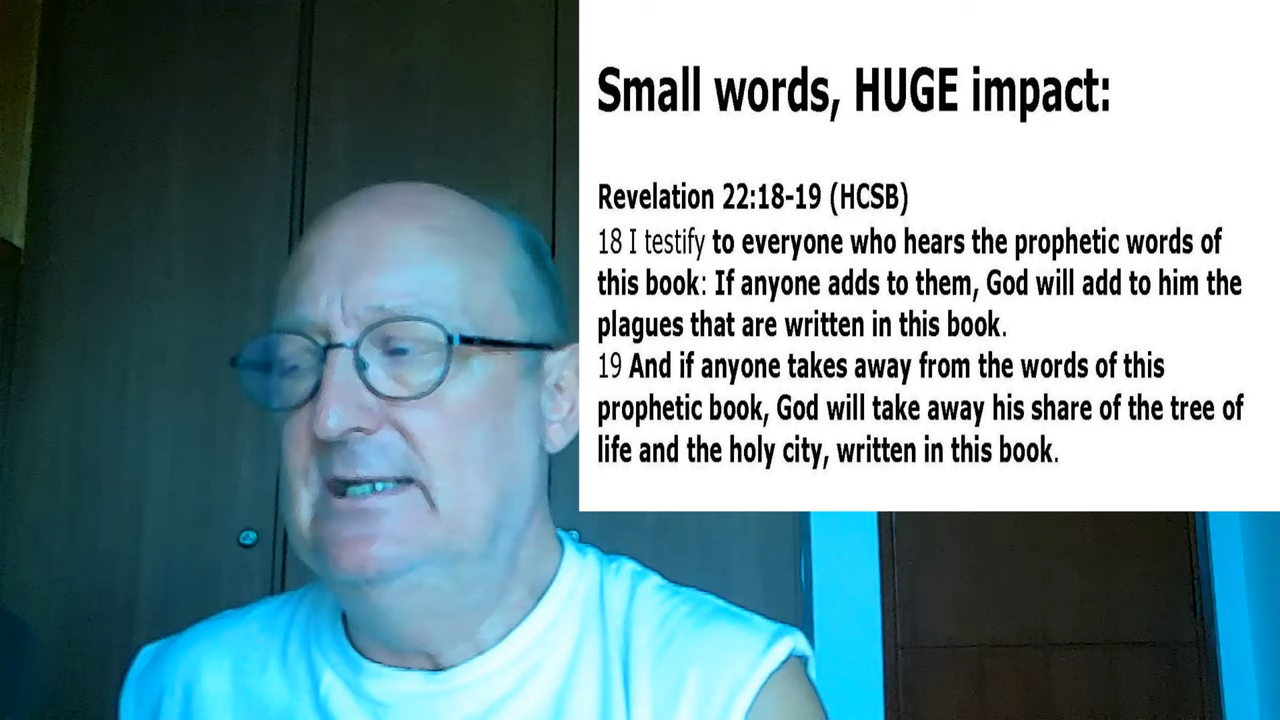 Small words, HUGE impact:
Revelation 22:18-19 (HCSB)
18 I testify to everyone who hears the prophetic words of
this book: If anyone adds to them, God will add to him the
plagues that are written in this book.
19 And if anyone takes away from the words of this
prophetic book, God will take away his share of the tree of
life and the holy city, written in this book.